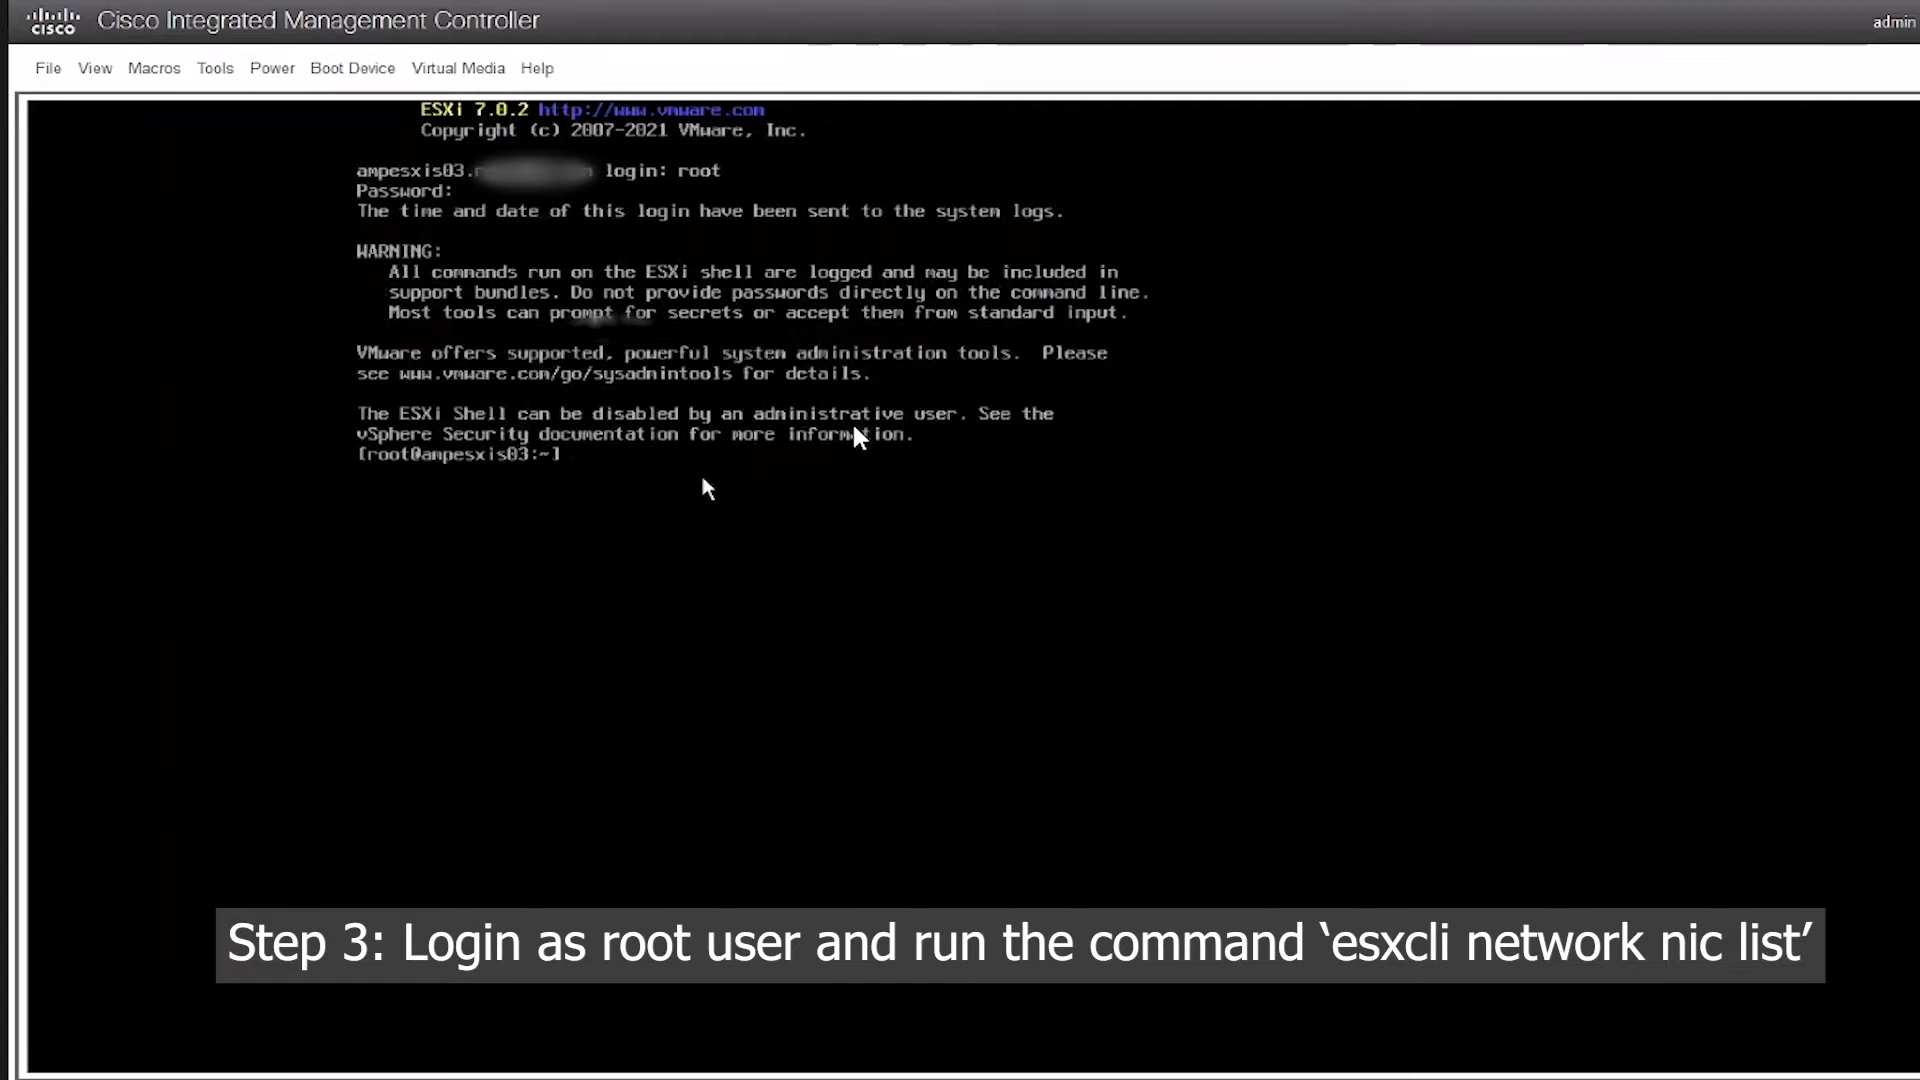 cisco Cisco Integrated Management Controller admin
File View Macros Tools Power Boot Device Virtual Media Help
ESXi 7.0.2 http://www.vmware.com
Copyright (c) 2007-2021 VMware, Inc.
ampesxis03. login: root
Password:
The time and date of this login have been sent to the system logs.
WARNING:
All commands run on the ESXi shell are logged and may be included in
support bundles. Do not provide passwords directly on the command line.
Most tools can prompt for secrets or accept them from standard input.
VMware offers supported, powerful system administration tools. Please
see www.vmware.com/go/sysadmintools for details.
The ESXi Shell can be disabled by an administrative user. See the
vSphere Security documentation for more information.
[root@ampesxis03:~]
Step 3: Login as root user and run the command ‘esxcli network nic list’